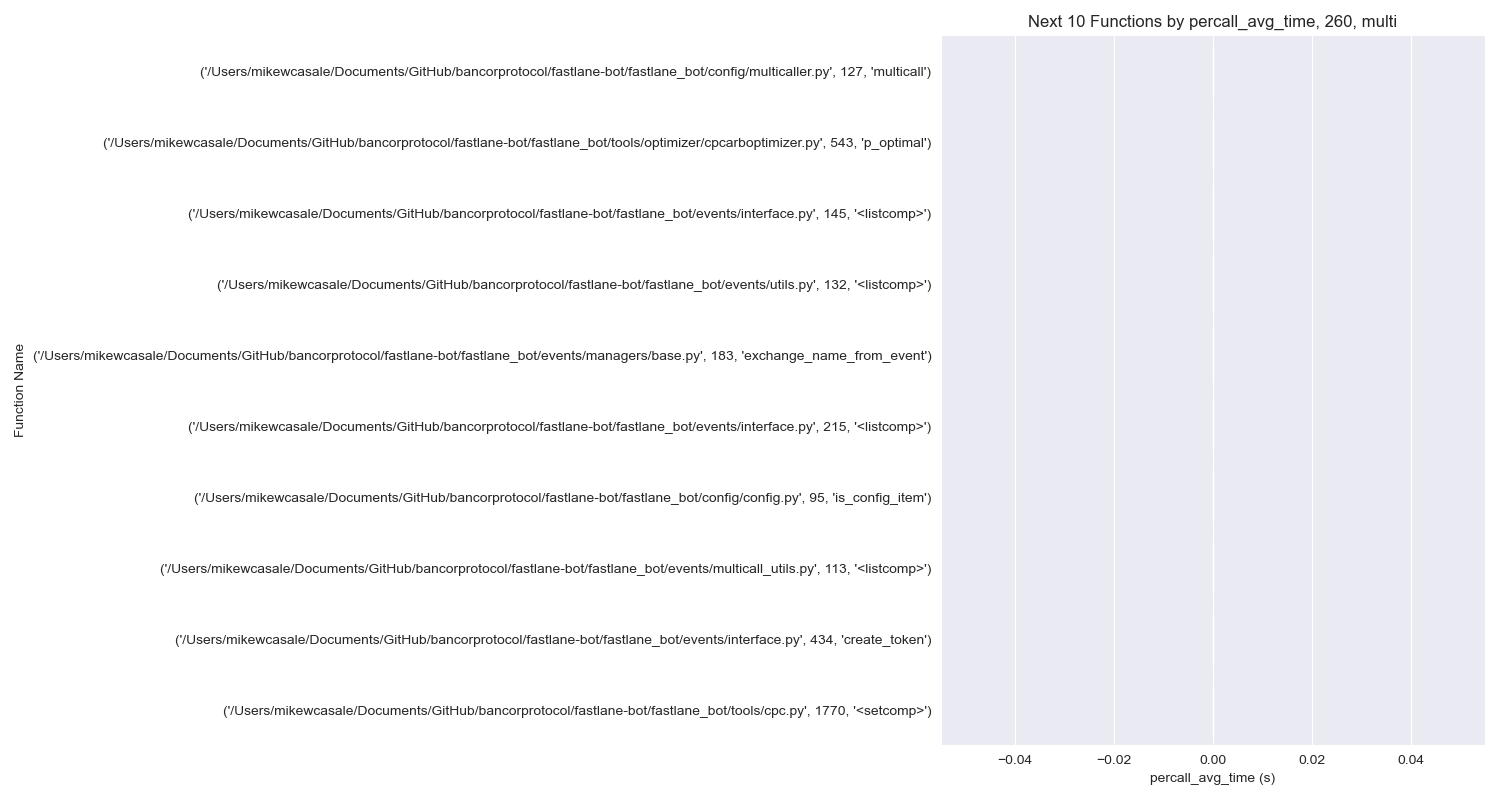 Next 10 Functions by percall_avg_time, 260, multi
('/Users/mikewcasale/Documents/GitHub/bancorprotocol/fastlane-bot/fastlane_bot/config/multicaller.py', 127, 'multicall')
('/Users/mikewcasale/Documents/GitHub/bancorprotocol/fastlane-bot/fastlane_bot/tools/optimizer/cpcarboptimizer.py', 543, 'p_optimal')
('/Users/mikewcasale/Documents/GitHub/bancorprotocol/fastlane-bot/fastlane_bot/events/interface.py', 145, '<listcomp>')
('/Users/mikewcasale/Documents/GitHub/bancorprotocol/fastlane-bot/fastlane_bot/events/utils.py', 132, '<listcomp>')
('/Users/mikewcasale/Documents/GitHub/bancorprotocol/fastlane-bot/fastlane_bot/events/managers/base.py', 183, 'exchange_name_from_event')
('/Users/mikewcasale/Documents/GitHub/bancorprotocol/fastlane-bot/fastlane_bot/events/interface.py', 215, '<listcomp>')
('/Users/mikewcasale/Documents/GitHub/bancorprotocol/fastlane-bot/fastlane_bot/config/config.py', 95, 'is_config_item')
('/Users/mikewcasale/Documents/GitHub/bancorprotocol/fastlane-bot/fastlane_bot/events/multicall_utils.py', 113, '<listcomp>')
('/Users/mikewcasale/Documents/GitHub/bancorprotocol/fastlane-bot/fastlane_bot/events/interface.py', 434, 'create_token')
('/Users/mikewcasale/Documents/GitHub/bancorprotocol/fastlane-bot/fastlane_bot/tools/cpc.py', 1770, '<setcomp>')
Function Name
−0.04 −0.02 0.00 0.02 0.04
percall_avg_time (s)